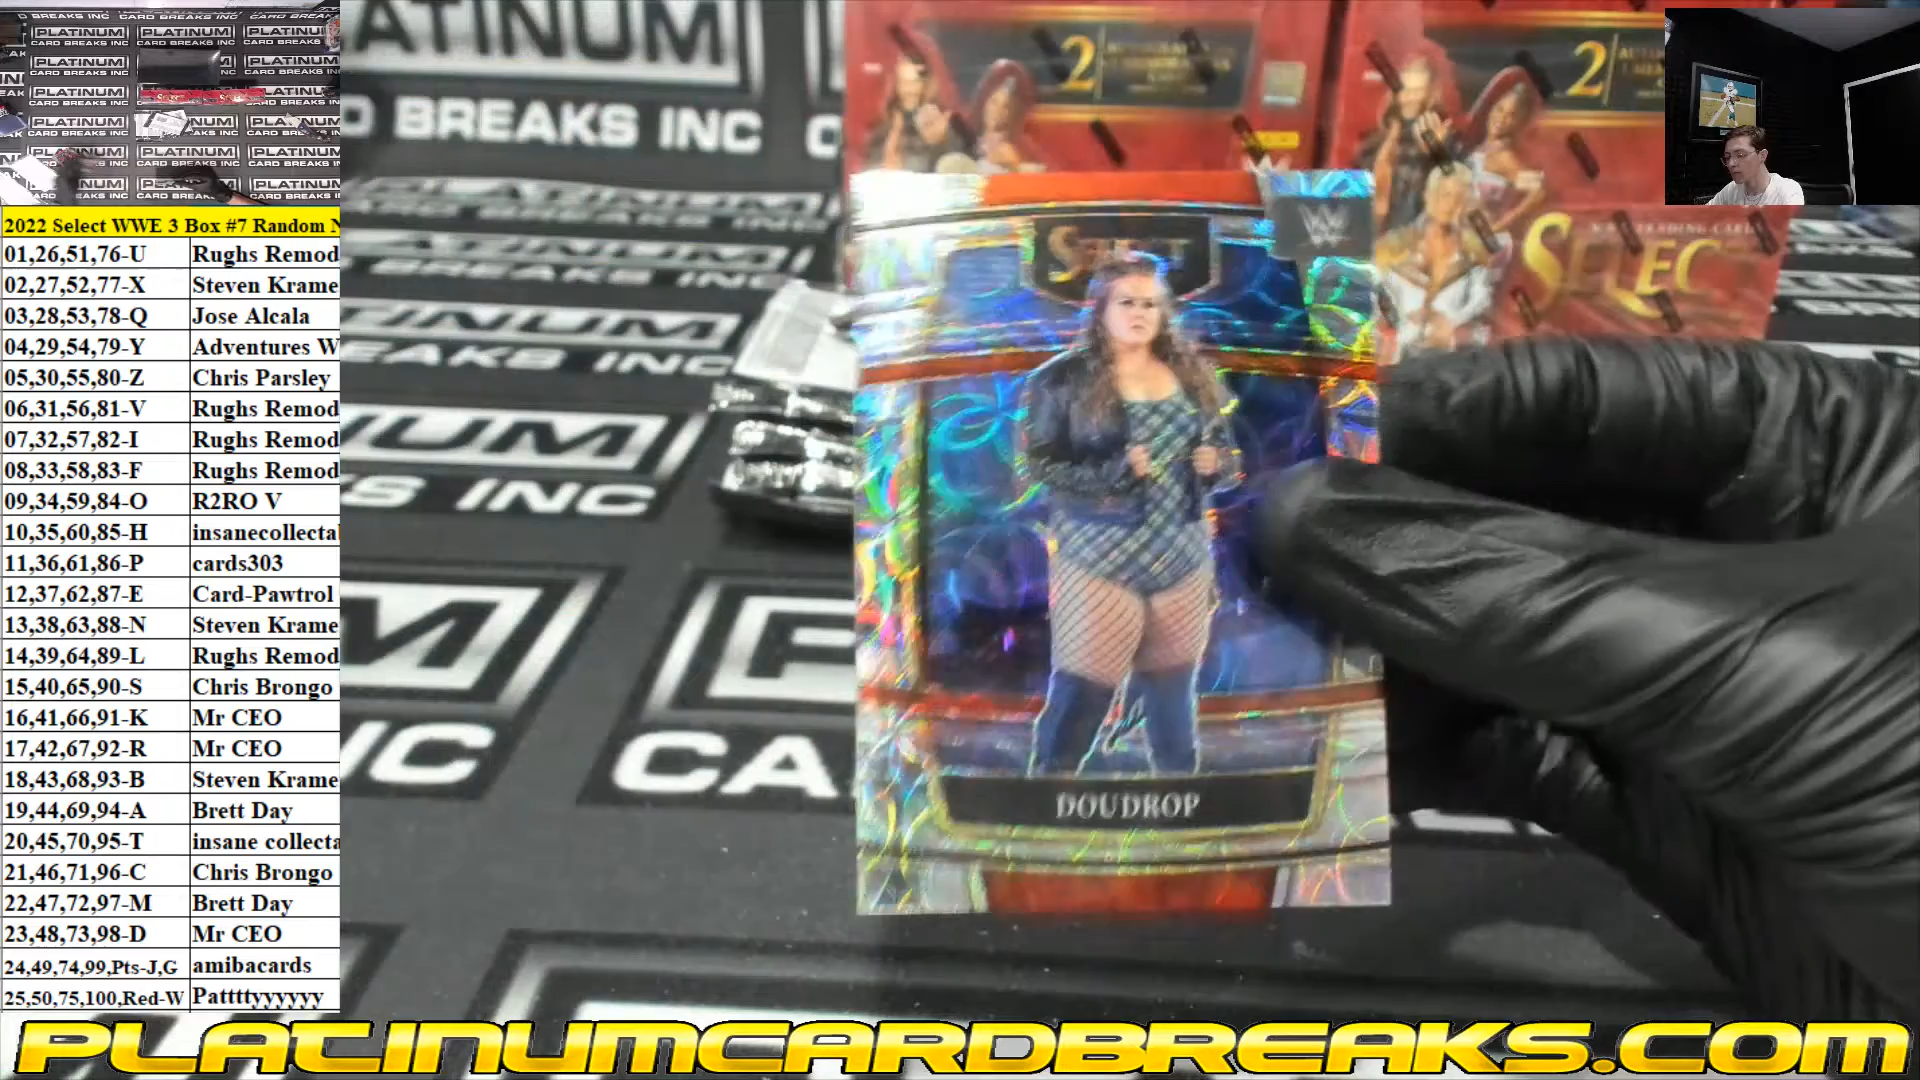 PLATINUM
CARD BREAKS INC
ATINUM
D BREAKS INC
2
2
SELECT
W
SELEC
DOUDROP
2022 Select WWE 3 Box #7 Random N
01,26,51,76-U Rughs Remod
02,27,52,77-X Steven Krame
03,28,53,78-Q Jose Alcala
04,29,54,79-Y Adventures W
05,30,55,80-Z Chris Parsley
06,31,56,81-V Rughs Remod
07,32,57,82-I Rughs Remod
08,33,58,83-F Rughs Remod
09,34,59,84-O R2RO V
10,35,60,85-H insanecollecta
11,36,61,86-P cards303
12,37,62,87-E Card-Pawtrol
13,38,63,88-N Steven Krame
14,39,64,89-L Rughs Remod
15,40,65,90-S Chris Brongo
16,41,66,91-K Mr CEO
17,42,67,92-R Mr CEO
18,43,68,93-B Steven Krame
19,44,69,94-A Brett Day
20,45,70,95-T insane collecta
21,46,71,96-C Chris Brongo
22,47,72,97-M Brett Day
23,48,73,98-D Mr CEO
24,49,74,99,Pts-J,G amibacards
25,50,75,100,Red-W Pattttyyyyyy
PLATINUMCARDBREAKS.COM